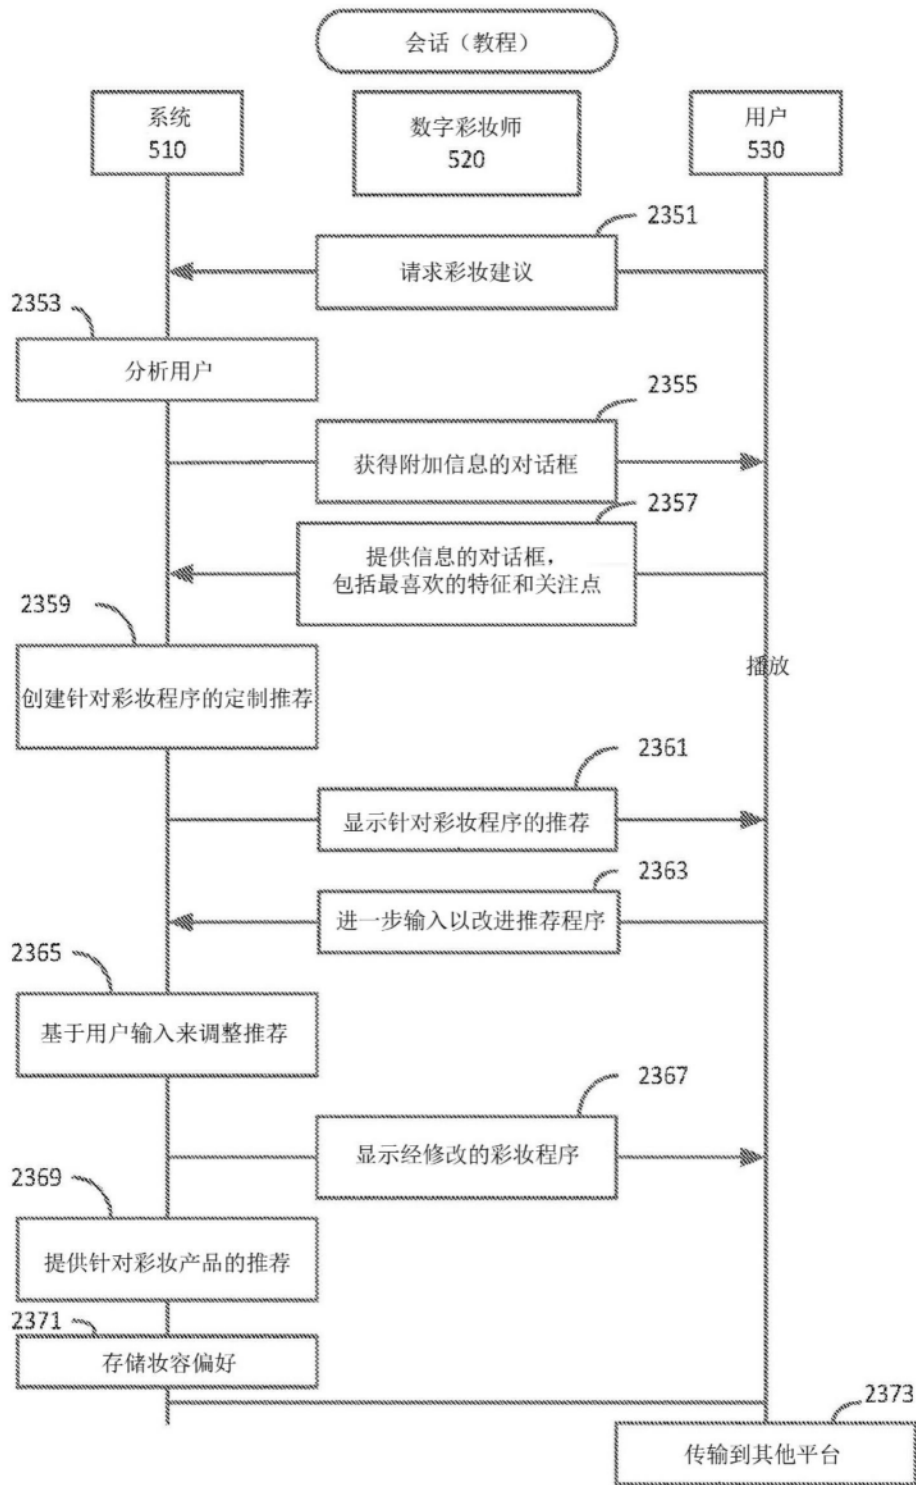 会话（教程）
系统
510
数字彩妆师
520
用户
530
2351
请求彩妆建议
2353
分析用户
2355
获得附加信息的对话框
2357
提供信息的对话框，
包括最喜欢的特征和关注点
2359
创建针对彩妆程序的定制推荐
播放
2361
显示针对彩妆程序的推荐
2363
进一步输入以改进推荐程序
2365
基于用户输入来调整推荐
2367
显示经修改的彩妆程序
2369
提供针对彩妆产品的推荐
2371
存储妆容偏好
2373
传输到其他平台